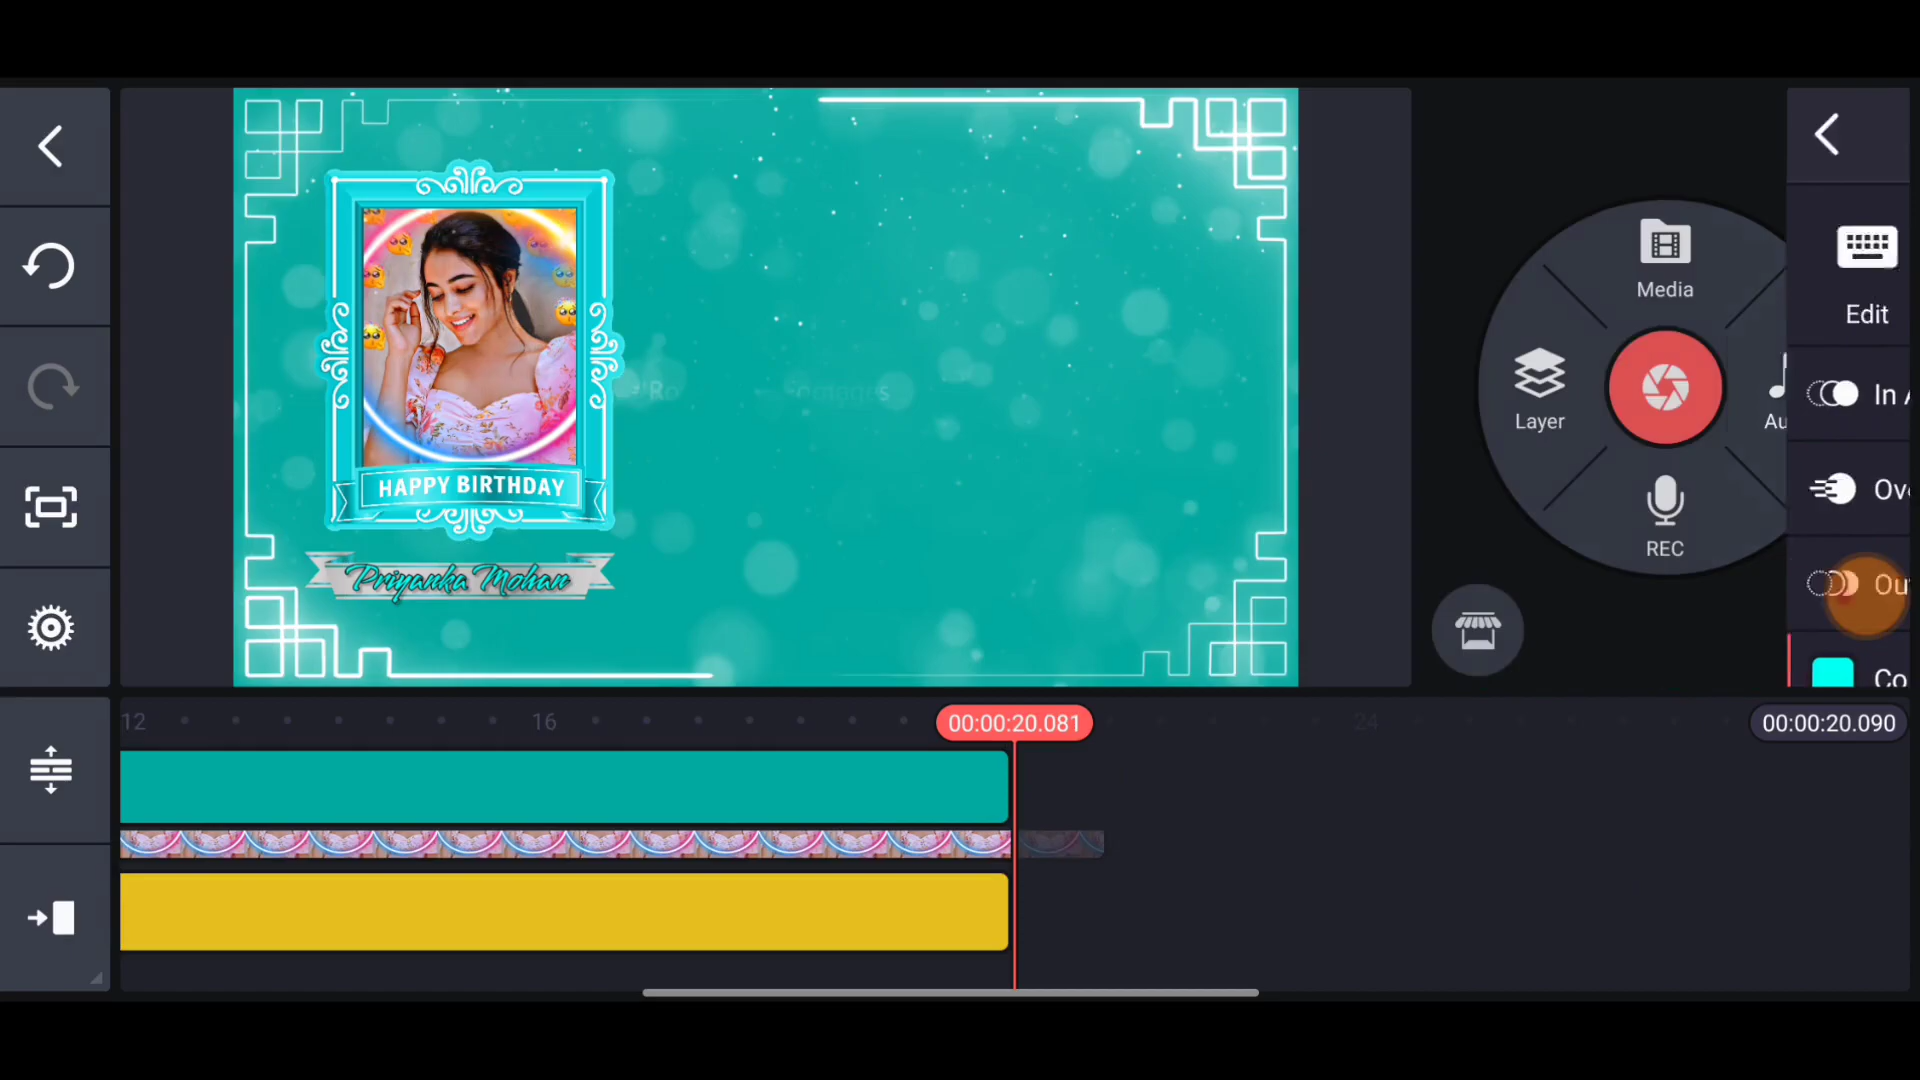 Media
Edit
Layer
Au
In A
Ov
REC
Ou
Co
HAPPY BIRTHDAY
Priyanka Mohan
12
16
00:00:20.081
24
00:00:20.090